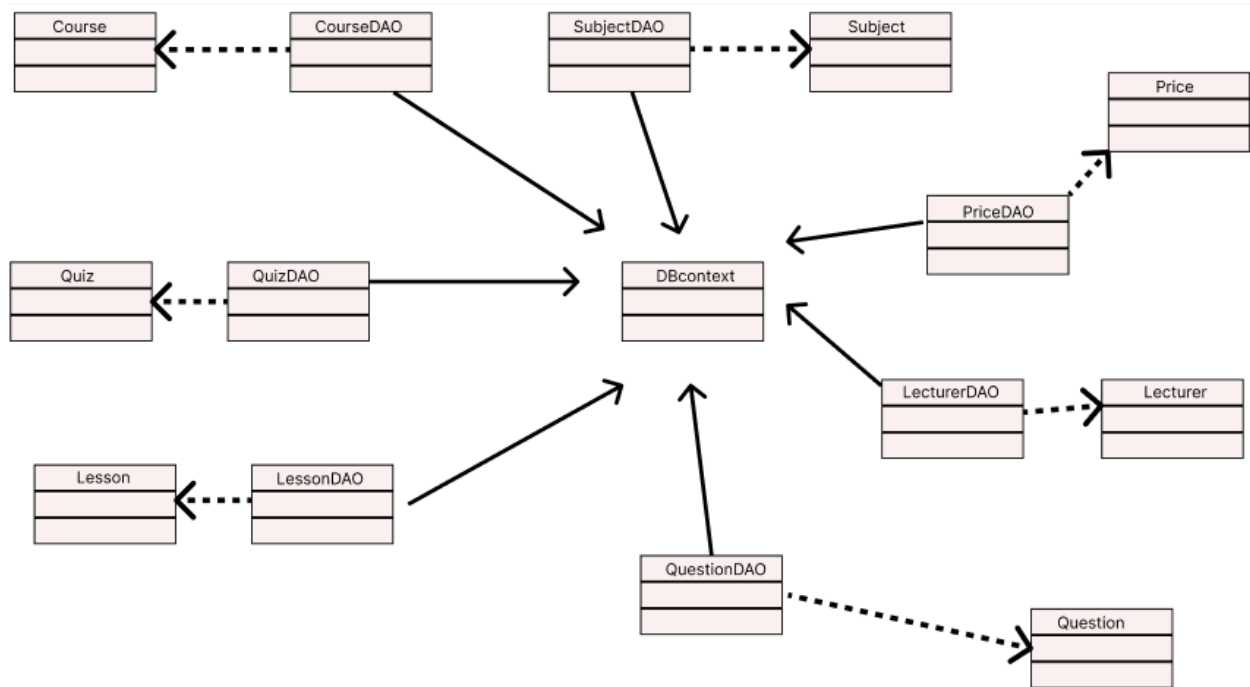 Course
CourseDAO
SubjectDAO
Subject
Price
PriceDAO
Quiz
QuizDAO
DBcontext
LecturerDAO
Lecturer
Lesson
LessonDAO
QuestionDAO
Question